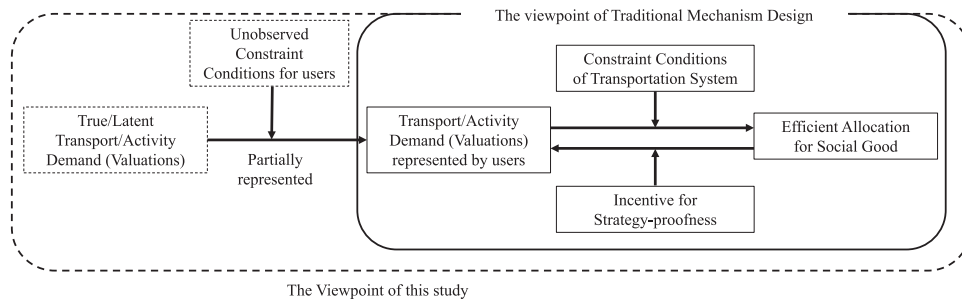 The viewpoint of Traditional Mechanism Design
Unobserved
Constraint
Conditions for users
Constraint Conditions
of Transportation System
True/Latent
Transport/Activity
Demand (Valuations)
Partially
represented
Transport/Activity
Demand (Valuations)
represented by users
Efficient Allocation
for Social Good
Incentive for
Strategy-proofness
The Viewpoint of this study